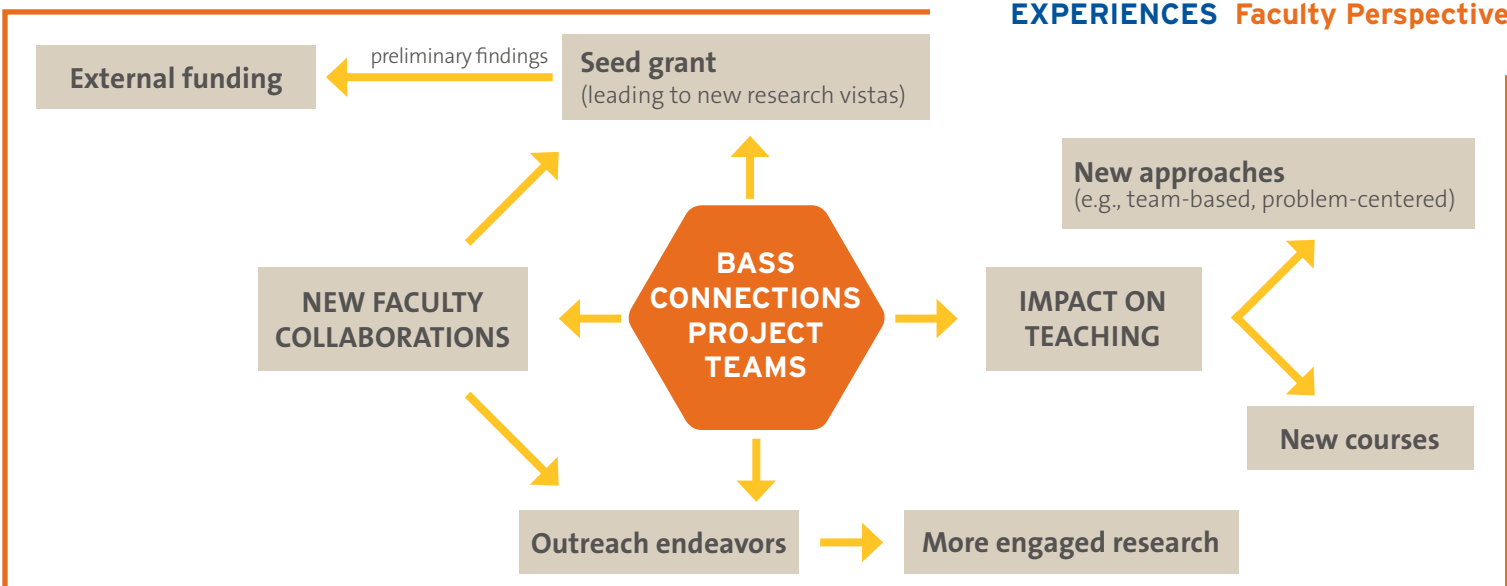 EXPERIENCES Faculty Perspective
External funding
preliminary findings
Seed grant
(leading to new research vistas)
New approaches
(e.g., team-based, problem-centered)
NEW FACULTY
COLLABORATIONS
BASS
CONNECTIONS
PROJECT
TEAMS
IMPACT ON
TEACHING
New courses
Outreach endeavors
More engaged research